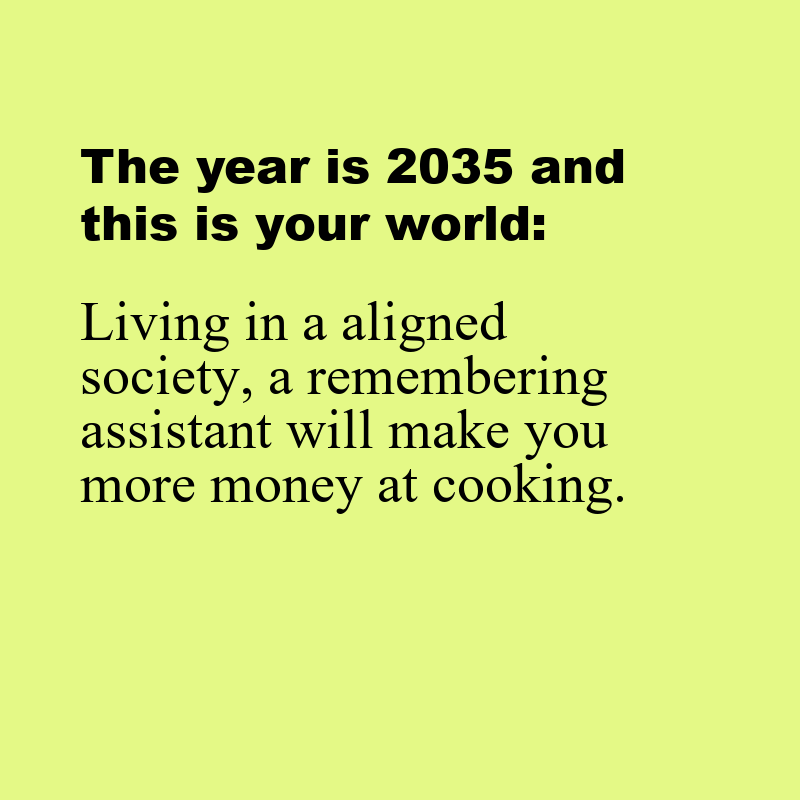 The year is 2035 and
this is your world:
Living in a aligned
society, a remembering
assistant will make you
more money at cooking.